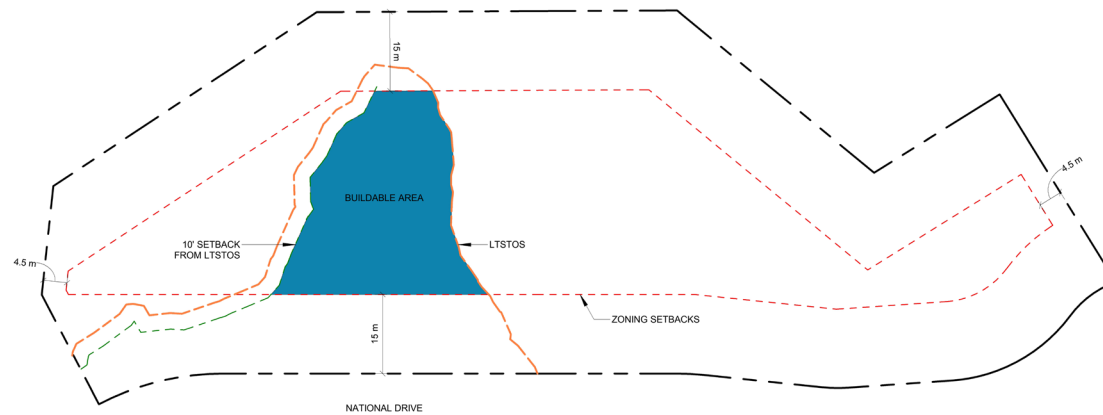 15 m
4.5 m
BUILDABLE AREA
10' SETBACK
FROM LTSTOS
LTSTOS
4.5 m
ZONING SETBACKS
15 m
NATIONAL DRIVE